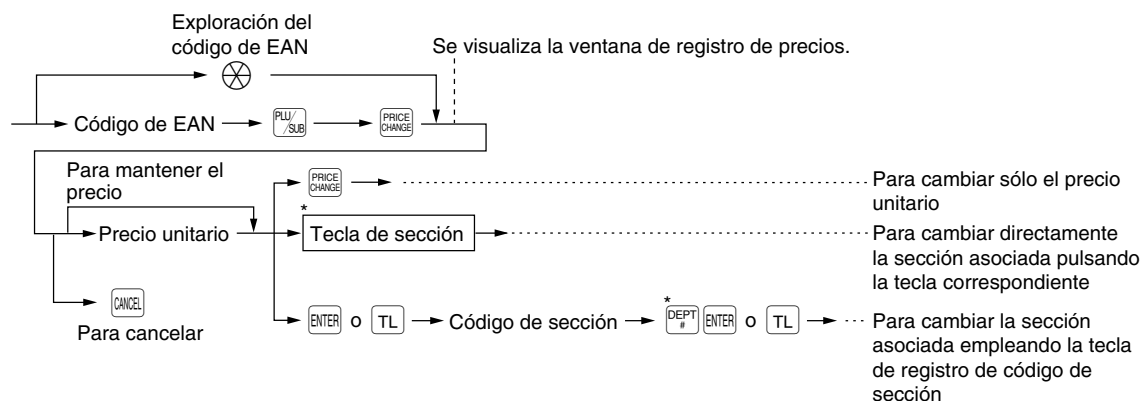 Exploración del
código de EAN
Se visualiza la ventana de registro de precios.
Código de EAN PLU/SUB PRICE CHANGE
Para mantener el
precio
PRICE CHANGE
Para cambiar sólo el precio
unitario
*
Precio unitario Tecla de sección
Para cambiar directamente
la sección asociada pulsando
la tecla correspondiente
CANCEL
Para cancelar
*
ENTER o TL Código de sección DEPT # ENTER o TL
Para cambiar la sección
asociada empleando la tecla
de registro de código de
sección